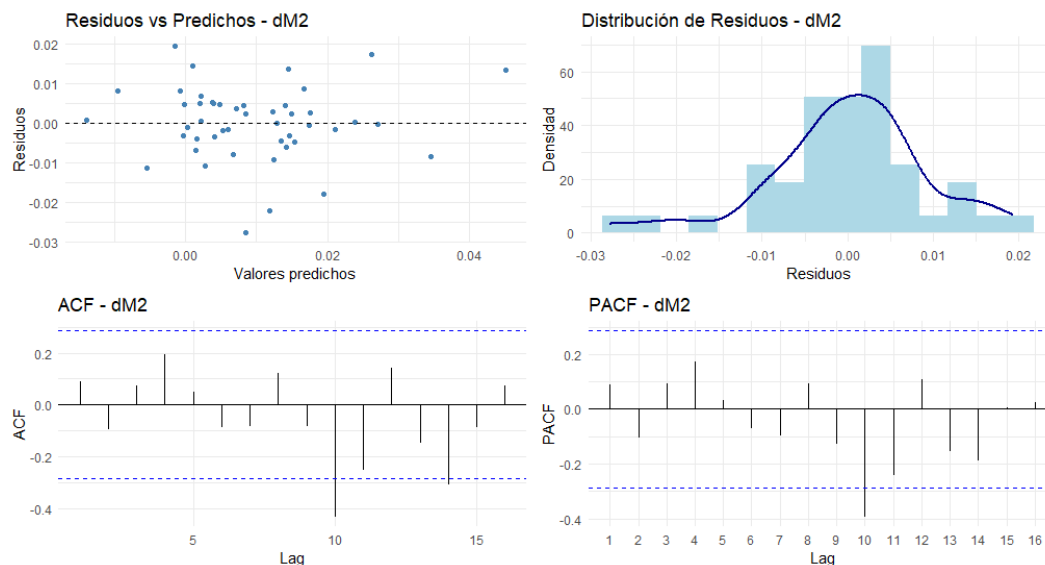 Residuos vs Predichos - dM2
0.02
0.01
0.00
-0.01
-0.02
-0.03
Residuos
0.00
0.02
0.04
Valores predichos
Distribución de Residuos - dM2
60
40
20
0
Densidad
-0.03
-0.02
-0.01
0.00
0.01
0.02
Residuos
ACF - dM2
0.2
0.0
-0.2
-0.4
ACF
5
10
15
Lag
PACF - dM2
0.2
0.0
-0.2
-0.4
PACF
1 2 3 4 5 6 7 8 9 10 11 12 13 14 15 16
Lag